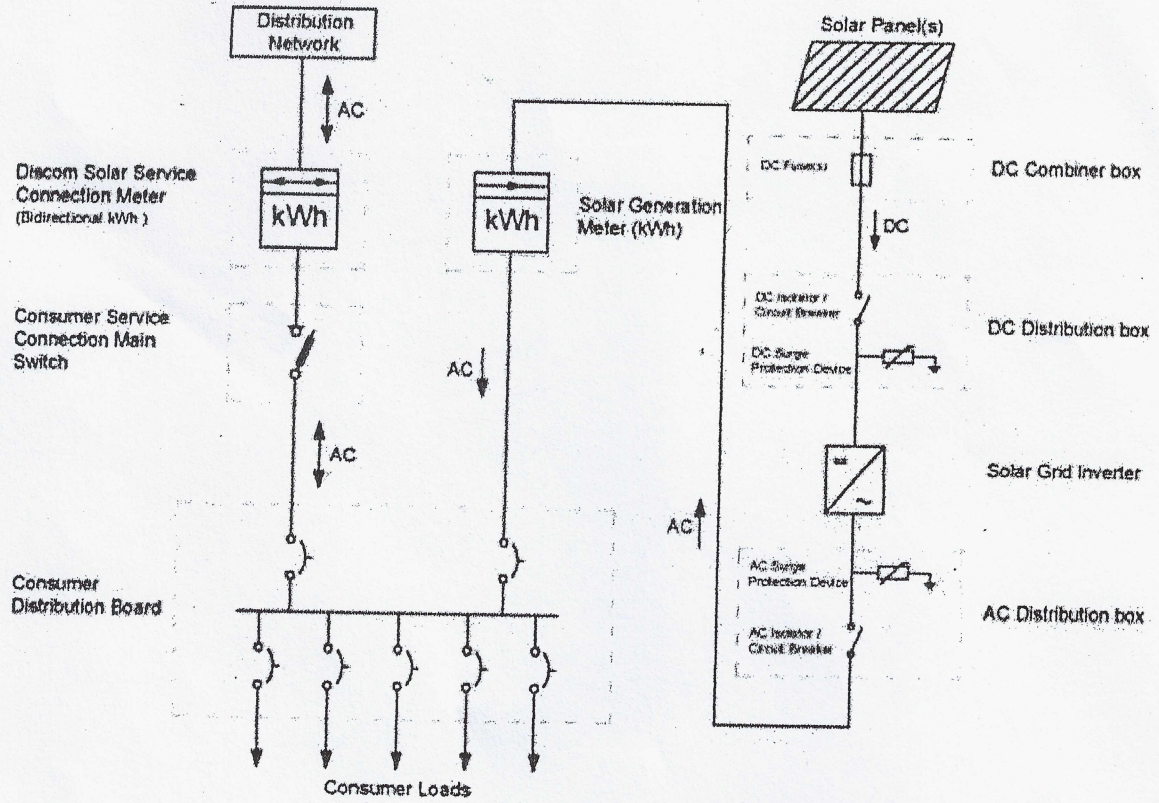 Distribution
Network
AC
Discom Solar Service
Connection Meter
(Bidirectional kWh )
kWh
Consumer Service
Connection Main
Switch
AC
Consumer
Distribution Board
Consumer Loads
kWh
Solar Generation
Meter (kWh)
AC
AC
Solar Panel(s)
DC Fuse(s)
DC Combiner box
DC
DC Isolator /
Circuit Breaker
DC Surge
Protection Device
DC Distribution box
Solar Grid Inverter
AC Surge
Protection Device
AC Isolator /
Circuit Breaker
AC Distribution box